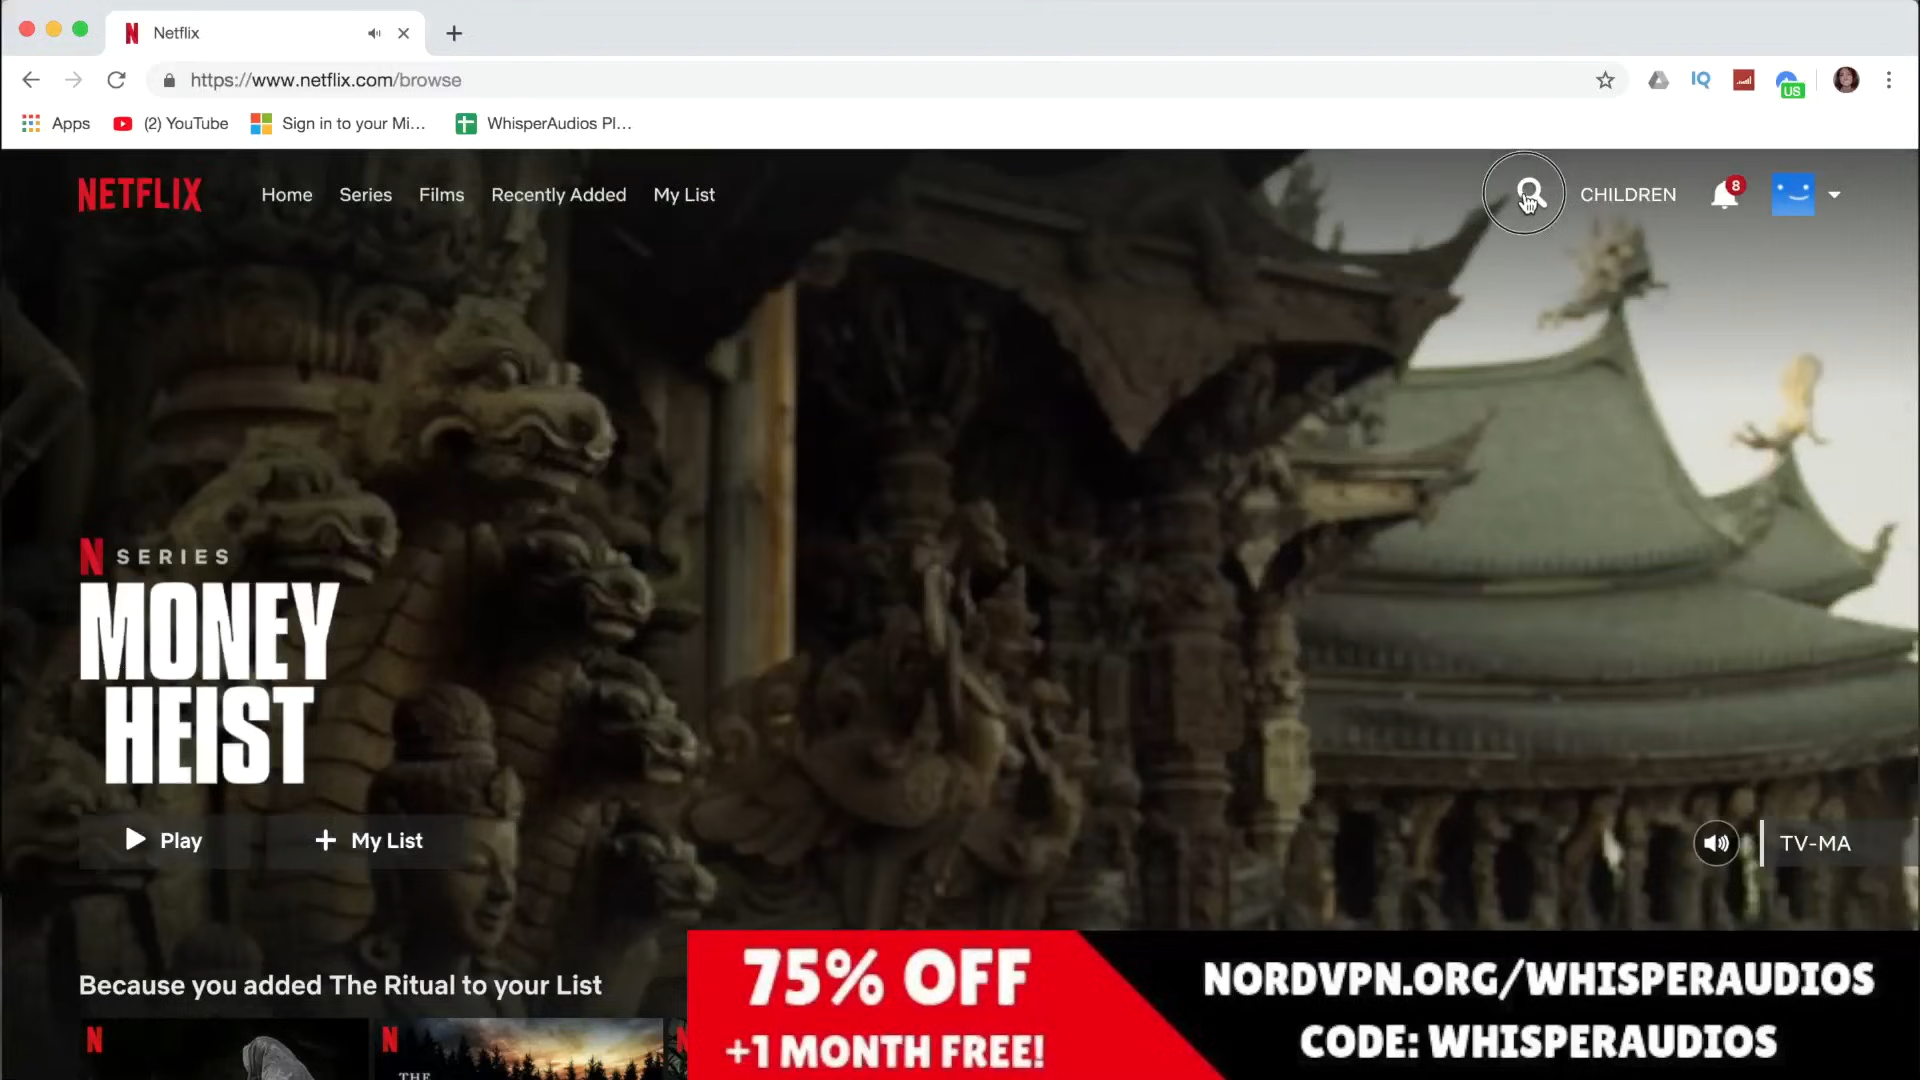 Netflix
https://www.netflix.com/browse
IQ
US
Apps
(2) YouTube
Sign in to your Mi...
WhisperAudios Pl...
NETFLIX
Home
Series
Films
Recently Added
My List
CHILDREN
8
N SERIES
MONEY
HEIST
Play
My List
TV-MA
Because you added The Ritual to your List
N
N
THE
75% OFF
+1 MONTH FREE!
NORDVPN.ORG/WHISPERAUDIOS
CODE: WHISPERAUDIOS